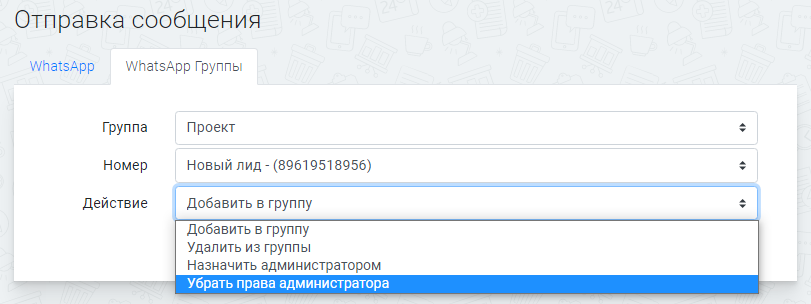 Отправка сообщения
WhatsApp WhatsApp Группы
Группа Проект
Номер Новый лид - (89619518956)
Действие Добавить в группу
Добавить в группу
Удалить из группы
Назначить администратором
Убрать права администратора